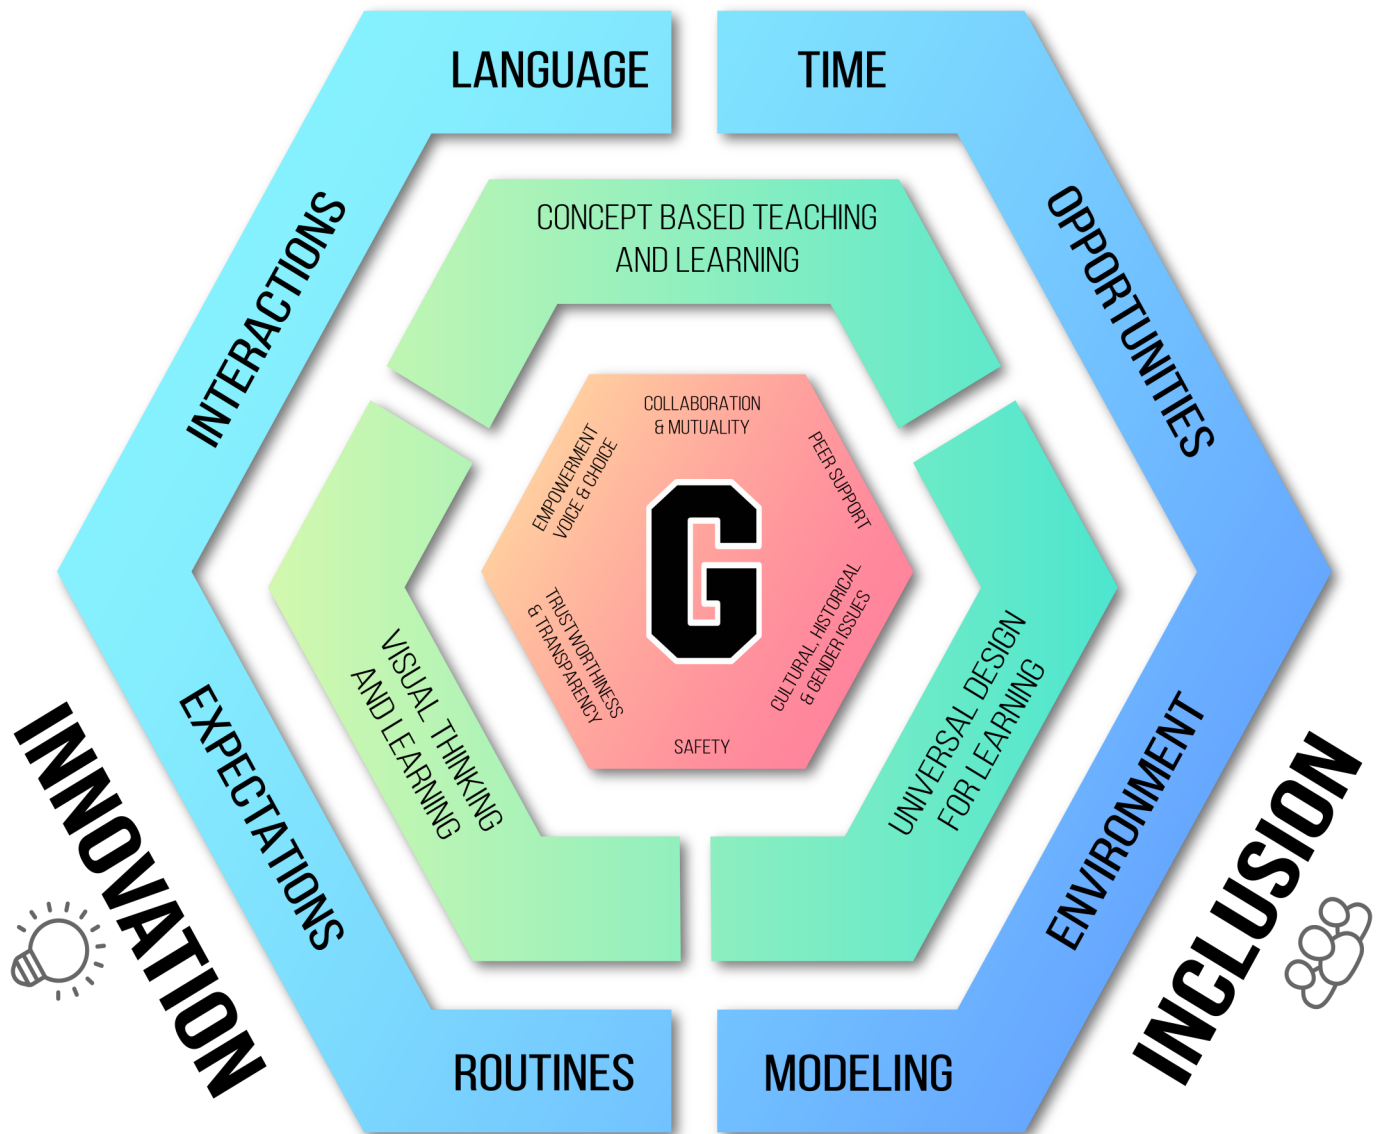 LANGUAGE
TIME
INTERACTIONS
OPPORTUNITIES
CONCEPT BASED TEACHING
AND LEARNING
COLLABORATION
& MUTUALITY
EMPOWERMENT
VOICE & CHOICE
PEER SUPPORT
G
TRUSTWORTHINESS
& TRANSPARENCY
CULTURAL, HISTORICAL
& GENDER ISSUES
SAFETY
VISUAL THINKING
AND LEARNING
UNIVERSAL DESIGN
FOR LEARNING
EXPECTATIONS
ENVIRONMENT
INNOVATION
INCLUSION
ROUTINES
MODELING